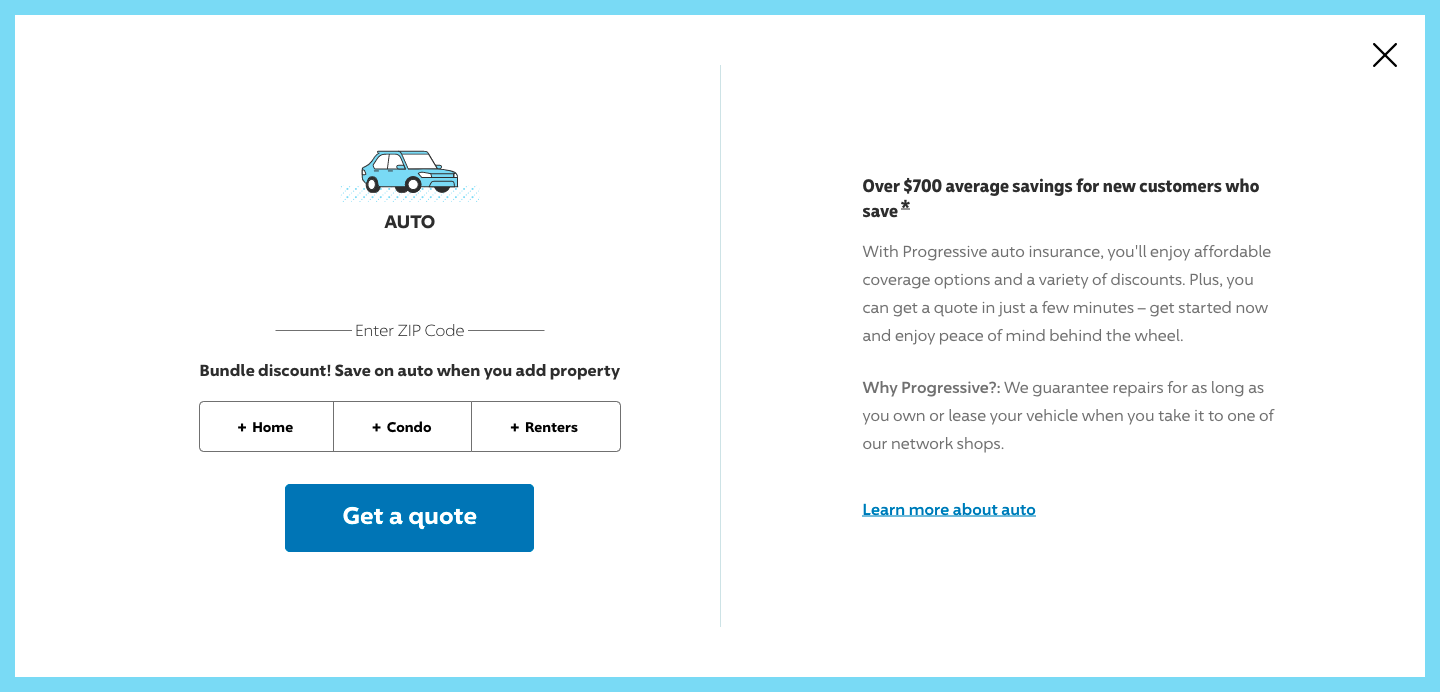 AUTO
Enter ZIP Code
Bundle discount! Save on auto when you add property
+ Home
+ Condo
+ Renters
Get a quote
Over $700 average savings for new customers who
save *
With Progressive auto insurance, you'll enjoy affordable
coverage options and a variety of discounts. Plus, you
can get a quote in just a few minutes – get started now
and enjoy peace of mind behind the wheel.
Why Progressive?: We guarantee repairs for as long as
you own or lease your vehicle when you take it to one of
our network shops.
Learn more about auto